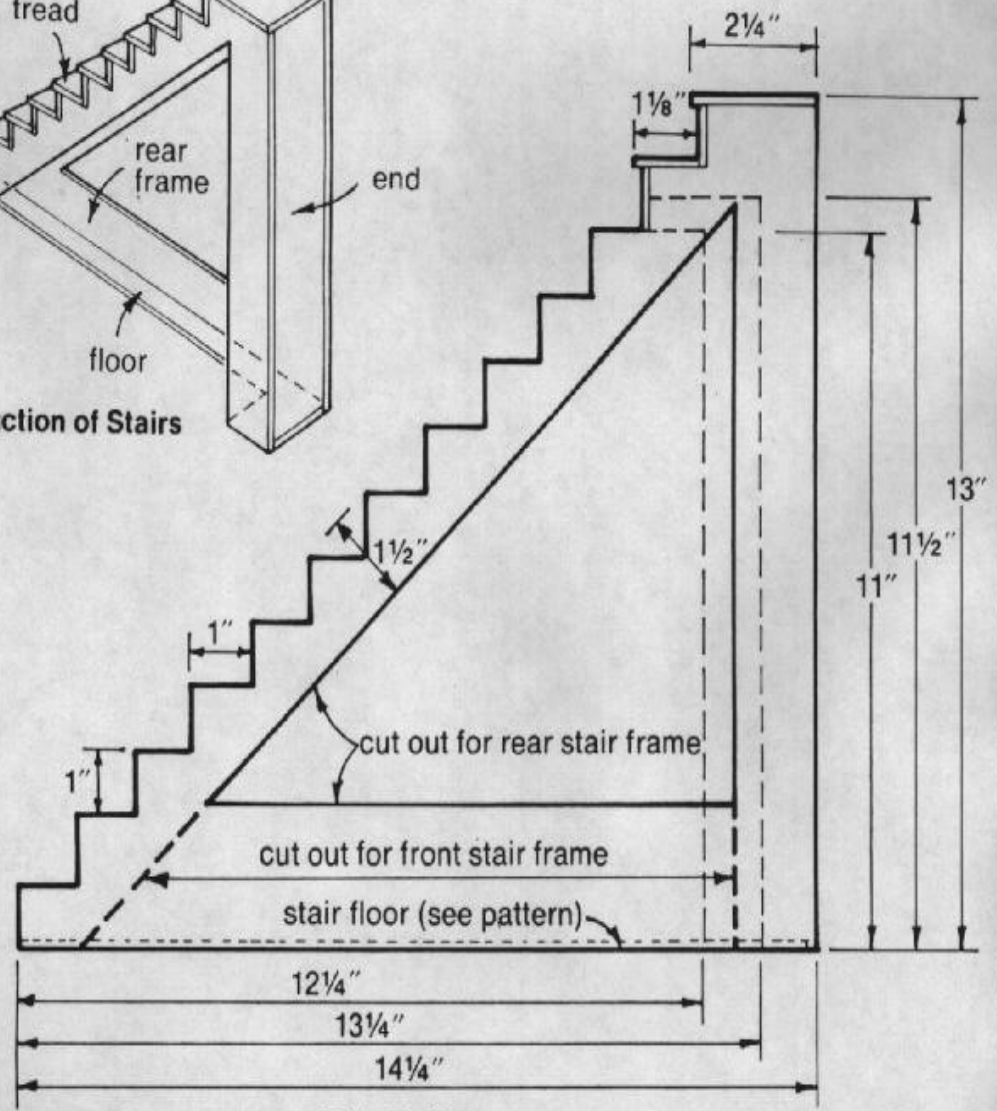 tread
rear
frame
end
floor
ction of Stairs
2¼"
1⅛"
13"
11½"
11"
1½"
1"
1"
cut out for rear stair frame
cut out for front stair frame
stair floor (see pattern)
12¼"
13¼"
14¼"